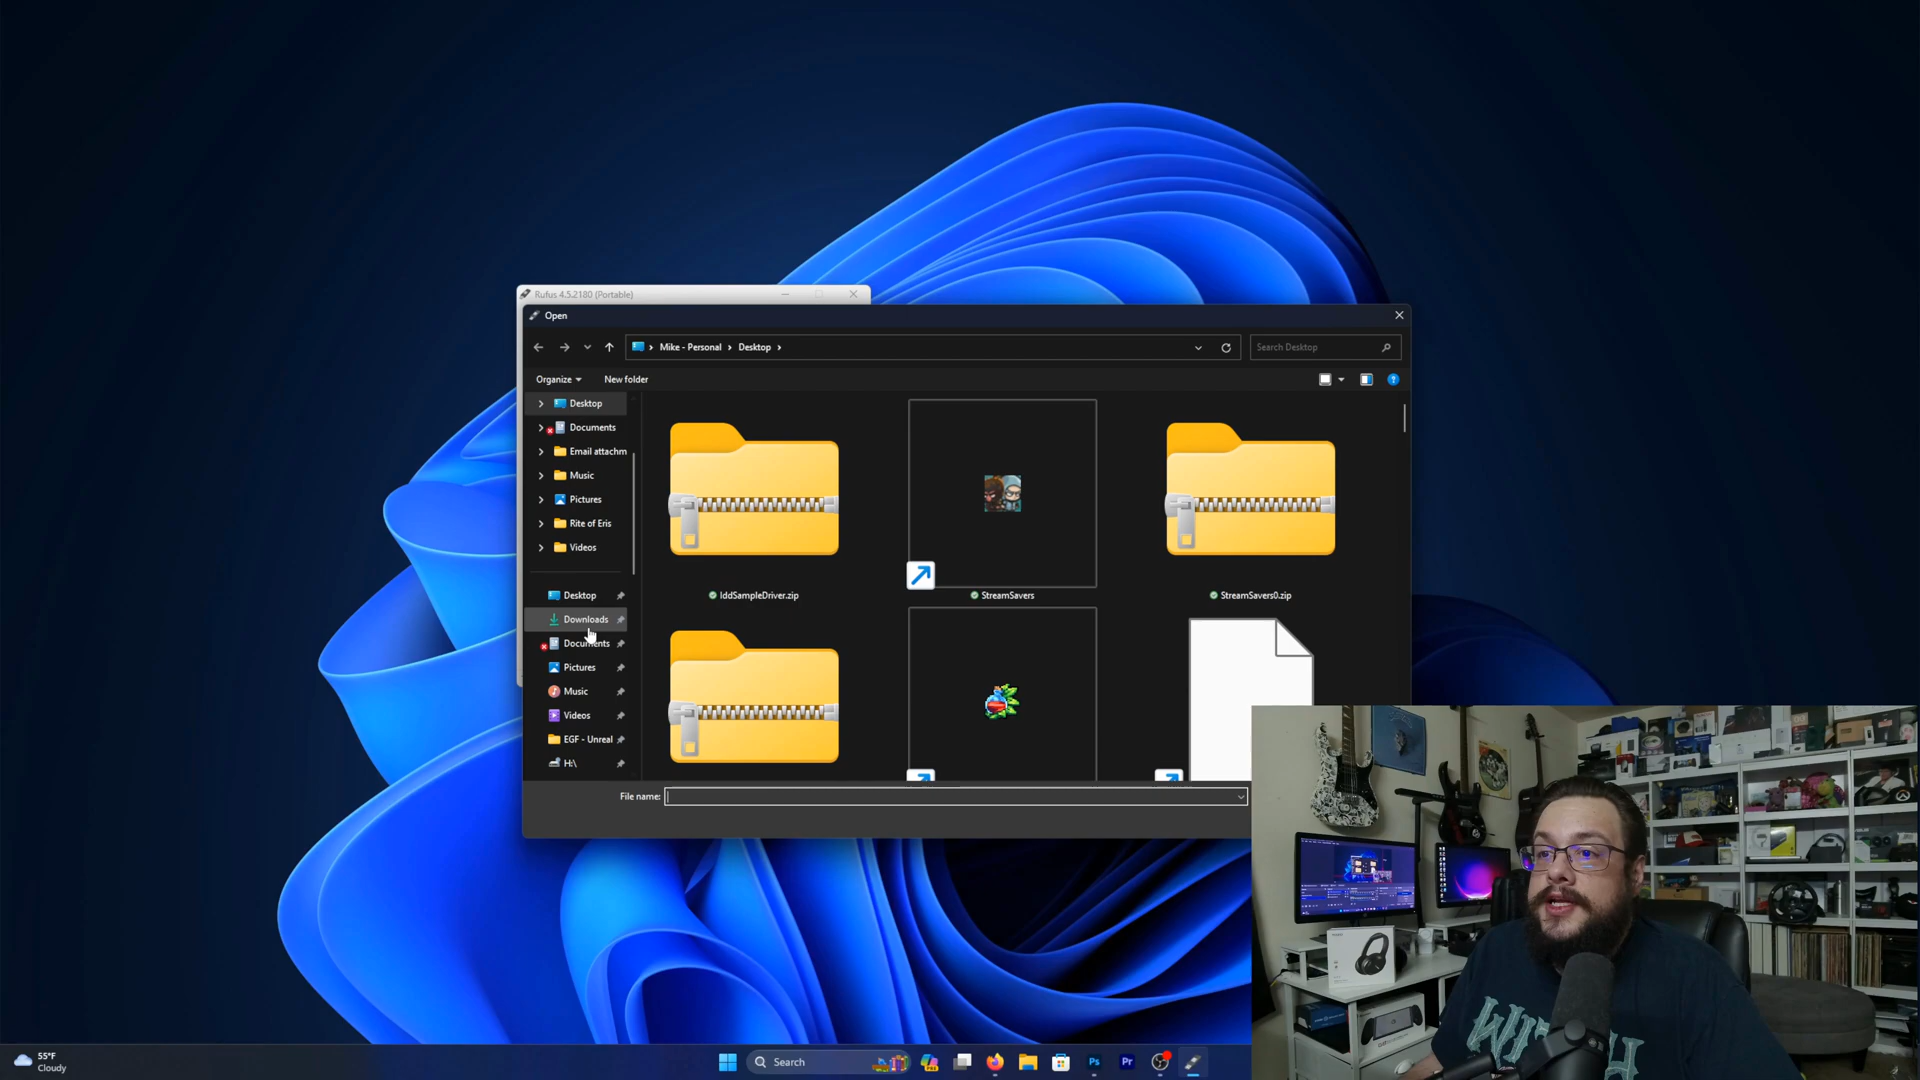 Rufus 4.5.2180 (Portable)
Open
Mike - Personal
Desktop
Search Desktop
Organize
New folder
Desktop
Documents
Email attachm
Music
Pictures
Rite of Eris
Videos
Desktop
Downloads
Documents
Pictures
Music
Videos
EGF - Unreal
H:\
IddSampleDriver.zip
StreamSavers
StreamSavers0.zip
File name:
55°F
Cloudy
Search
Ps
Pr